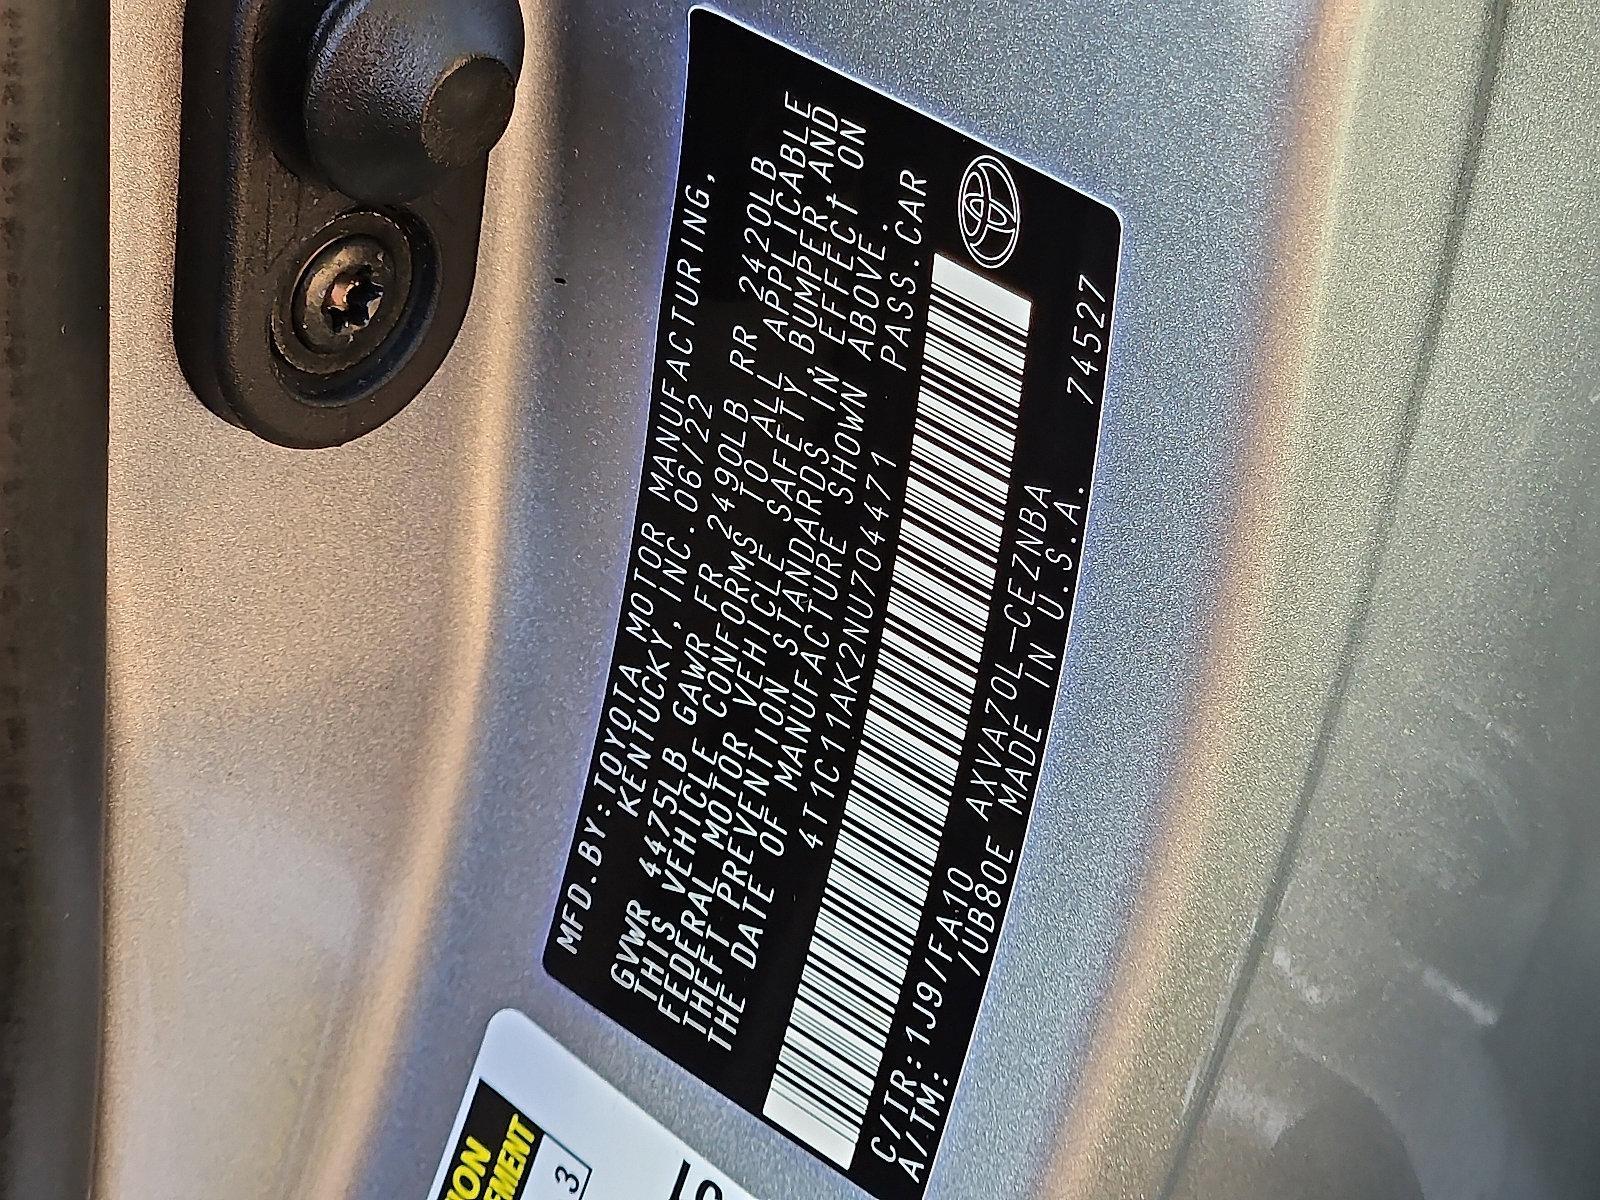 MFD.BY:TOYOTA MOTOR MANUFACTURING,
KENTUCKY, INC. 06/22
GVWR 4475LB GAWR FR 2490LB RR 2420LB
THIS VEHICLE CONFORMS TO ALL APPLICABLE
FEDERAL MOTOR VEHICLE SAFETY, BUMPER, AND
THEFT PREVENTION STANDARDS IN EFFECT ON
THE DATE OF MANUFACTURE SHOWN ABOVE.
4T1C11AK2NU704471 PASS.CAR
C/TR:1J9/FA10 AXVA70L-CEZNBA
A/TM: /UB80E MADE IN U.S.A. 74527
3